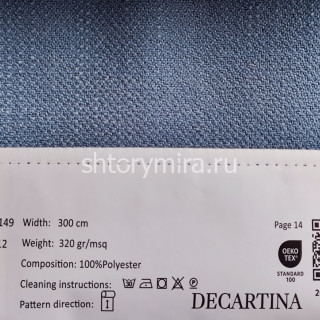 shtorymira.ru
149 Width: 300 cm Page 14
12 Weight: 320 gr/msq
OEKO
TEX®
STANDARD
100
Composition: 100%Polyester
Cleaning instructions:
Pattern direction:
DECARTINA